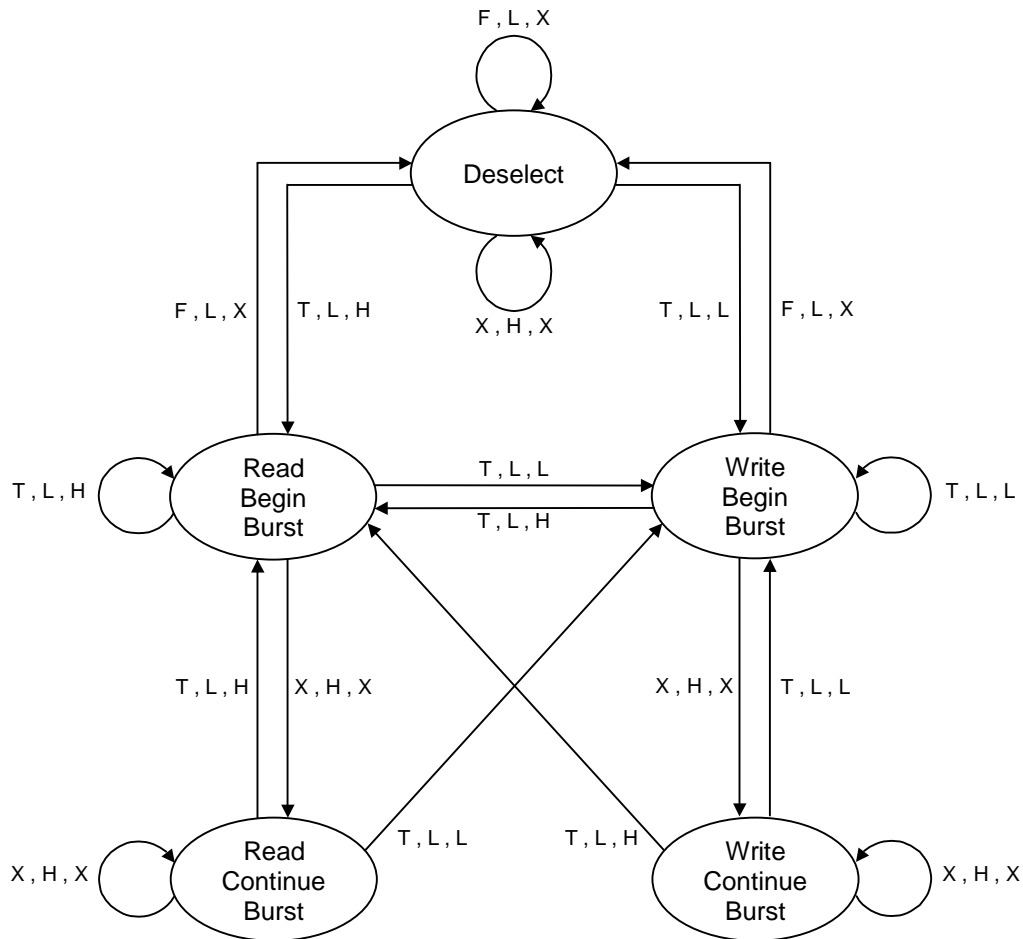 F , L , X
Deselect
X , H , X
F , L , X
T , L , H
T , L , L
F , L , X
T , L , H
Read
Begin
Burst
T , L , L
T , L , H
Write
Begin
Burst
T , L , L
T , L , H
X , H , X
X , H , X
T , L , L
X , H , X
Read
Continue
Burst
T , L , L
T , L , H
Write
Continue
Burst
X , H , X